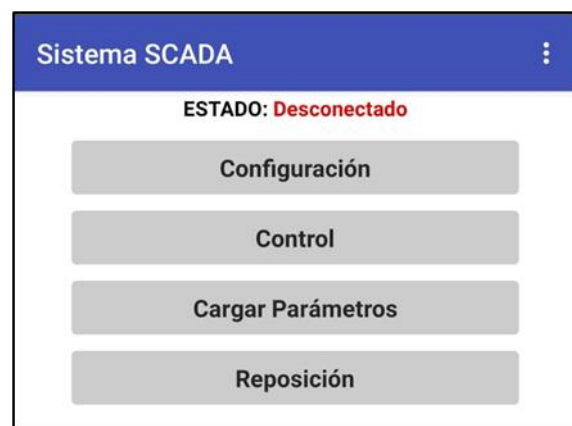 Sistema SCADA
ESTADO: Desconectado
Configuración
Control
Cargar Parámetros
Reposición